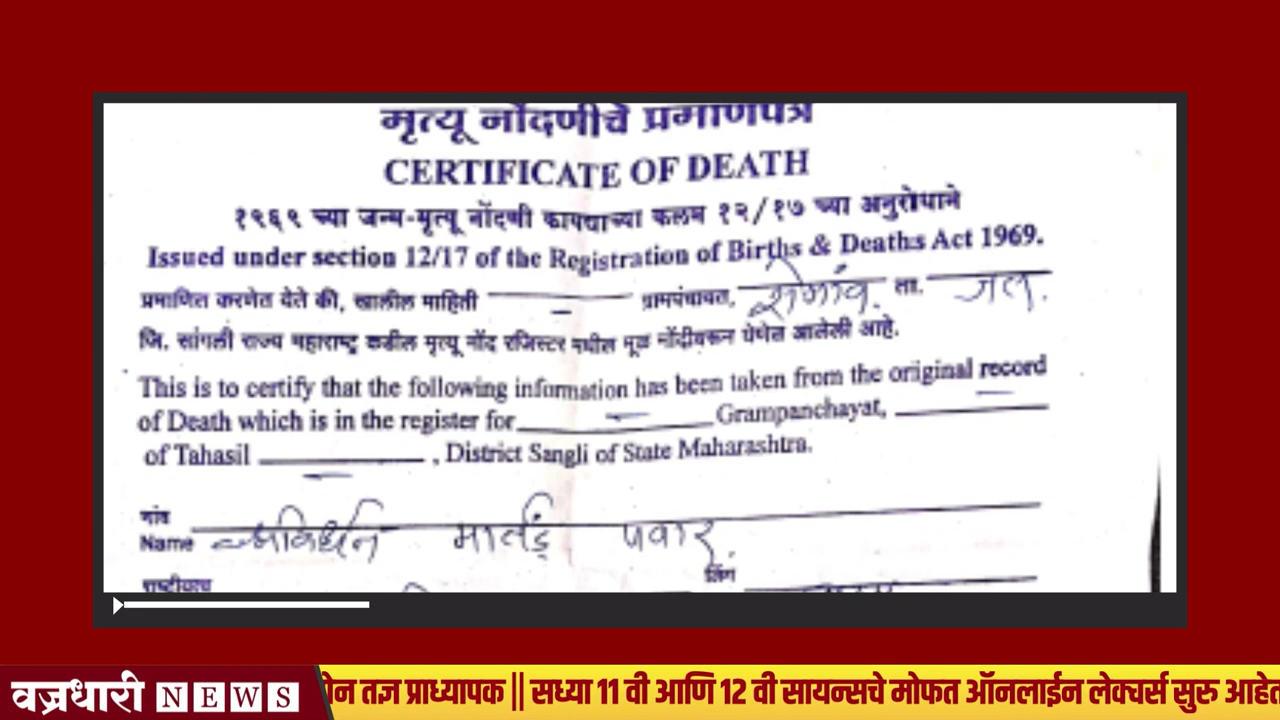 मृत्यू नोंदणीचे प्रमाणपत्र
CERTIFICATE OF DEATH
१९६९ च्या जन्म-मृत्यू नोंदणी कायद्याच्या कलम १२/१७ च्या अनुरोधाने
Issued under section 12/17 of the Registration of Births & Deaths Act 1969.
प्रमाणित करणेत देते की, खालील माहिती ग्रामपंचायत, शेगांव. ता. जत.
जि. सांगली राज्य महाराष्ट्र कडील मृत्यू नोंद रजिस्टर मधील मूळ नोंदीवरून घेणेत आलेली आहे.
This is to certify that the following information has been taken from the original record
of Death which is in the register for Grampanchayat,
of Tahasil , District Sangli of State Maharashtra.
नांव
Name मार्तंड पवार
लिंग
राष्ट्रीयत्व
वज्रधारी NEWS
ीन तज्ञ प्राध्यापक || सध्या 11 वी आणि 12 वी सायन्सचे मोफत ऑनलाईन लेक्चर्स सुरु आहेत